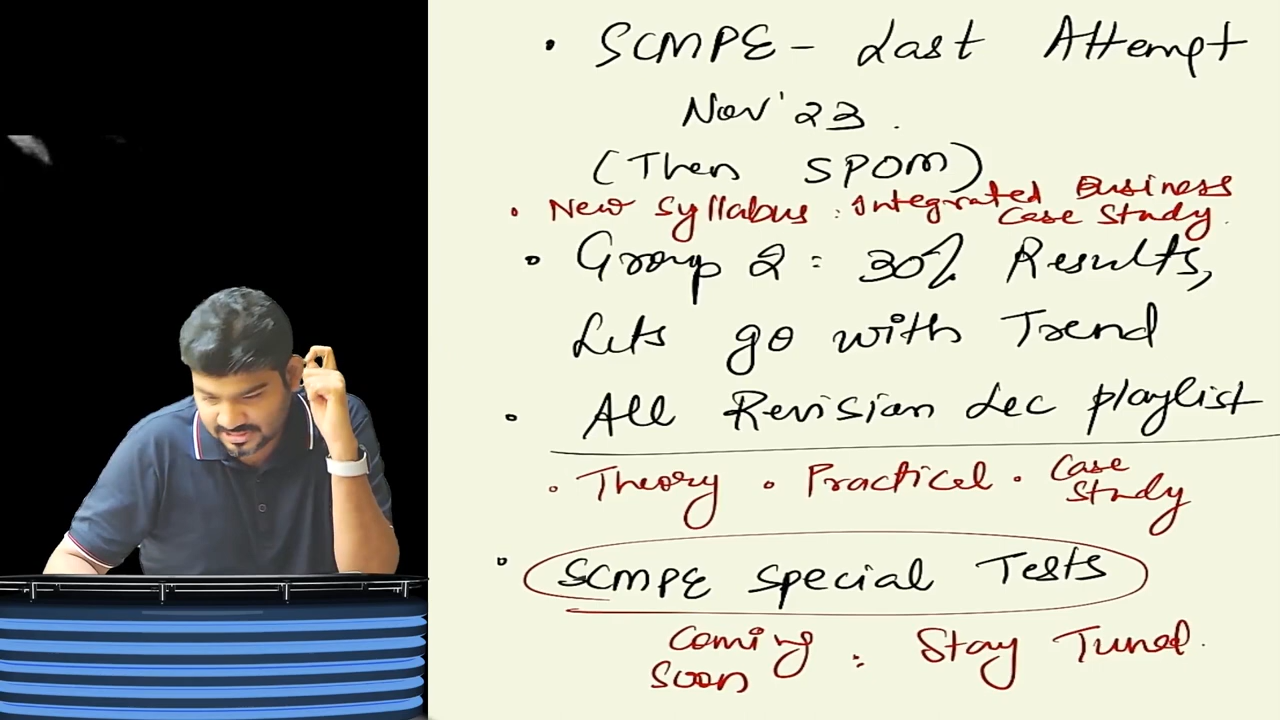 • SCMPE - Last Attempt
Nov'23.
(Then SPOM)
• New Syllabus : Integrated Business
Case Study.
• Group 2 : 30% Results,
Lets go with Trend
• All Revision Lec playlist
• Theory • Practical • Case
Study
• SCMPE Special Tests
Coming : Stay Tuned.
Soon